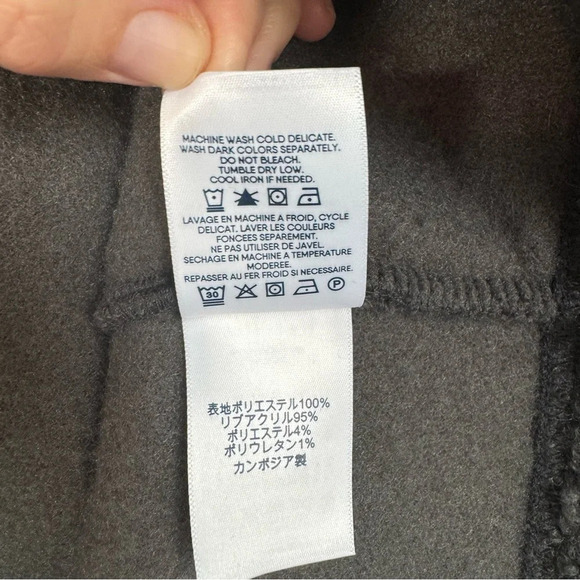 MACHINE WASH COLD DELICATE.
WASH DARK COLORS SEPARATELY.
DO NOT BLEACH.
TUMBLE DRY LOW.
COOL IRON IF NEEDED.
LAVAGE EN MACHINE A FROID, CYCLE
DELICAT. LAVER LES COULEURS
FONCEES SEPAREMENT.
NE PAS UTILISER DE JAVEL.
SECHAGE EN MACHINE A TEMPERATURE
MODEREE.
REPASSER AU FER FROID SI NECESSAIRE.
30 P
表地ポリエステル100%
リブアクリル95%
ポリエステル4%
ポリウレタン1%
カンボジア製